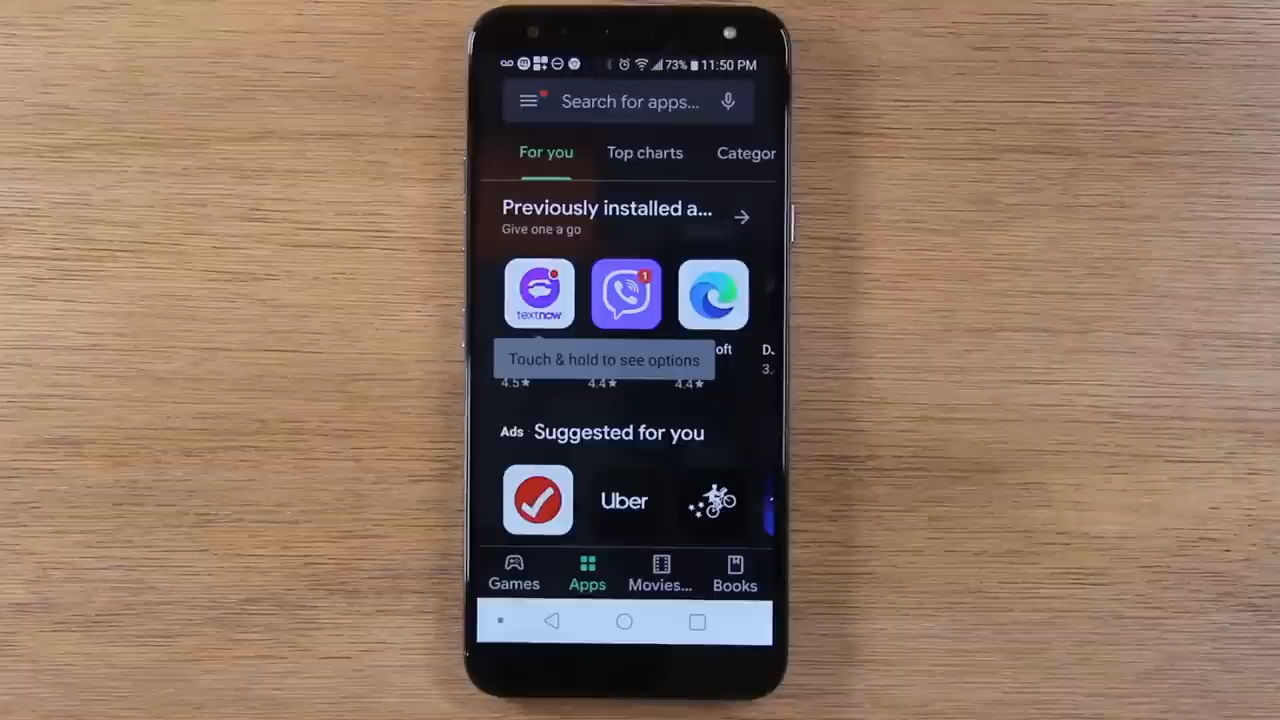 73% 11:50 PM
Search for apps...
For you Top charts Categor
Previously installed a...
Give one a go
textnow
1
oft D.
Touch & hold to see options
3.
4.5★ 4.4★ 4.4★
Ads · Suggested for you
Uber
Games Apps Movies... Books